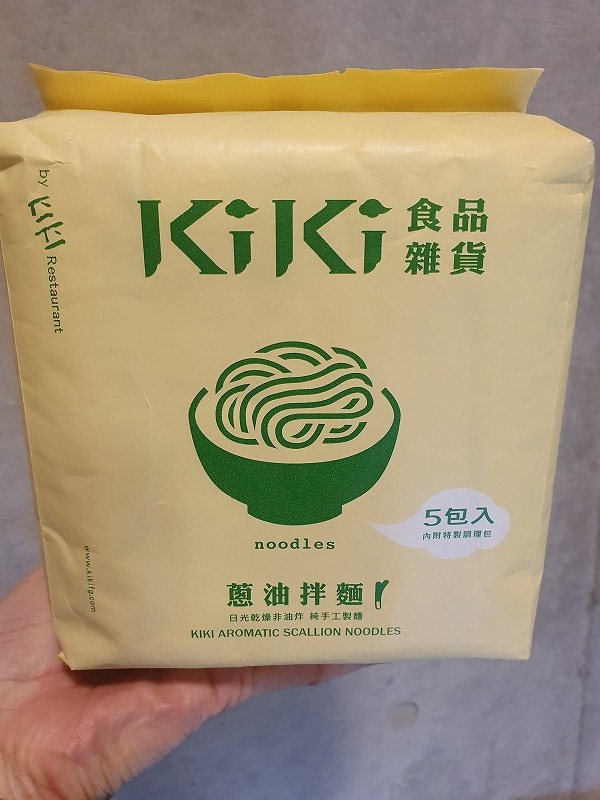 by KiKi Restaurant
KiKi 食品
雜貨
noodles
5包入
內附特製調理包
www.kikifg.com
蔥油拌麵
日光乾燥非油炸 純手工製麵
KIKI AROMATIC SCALLION NOODLES